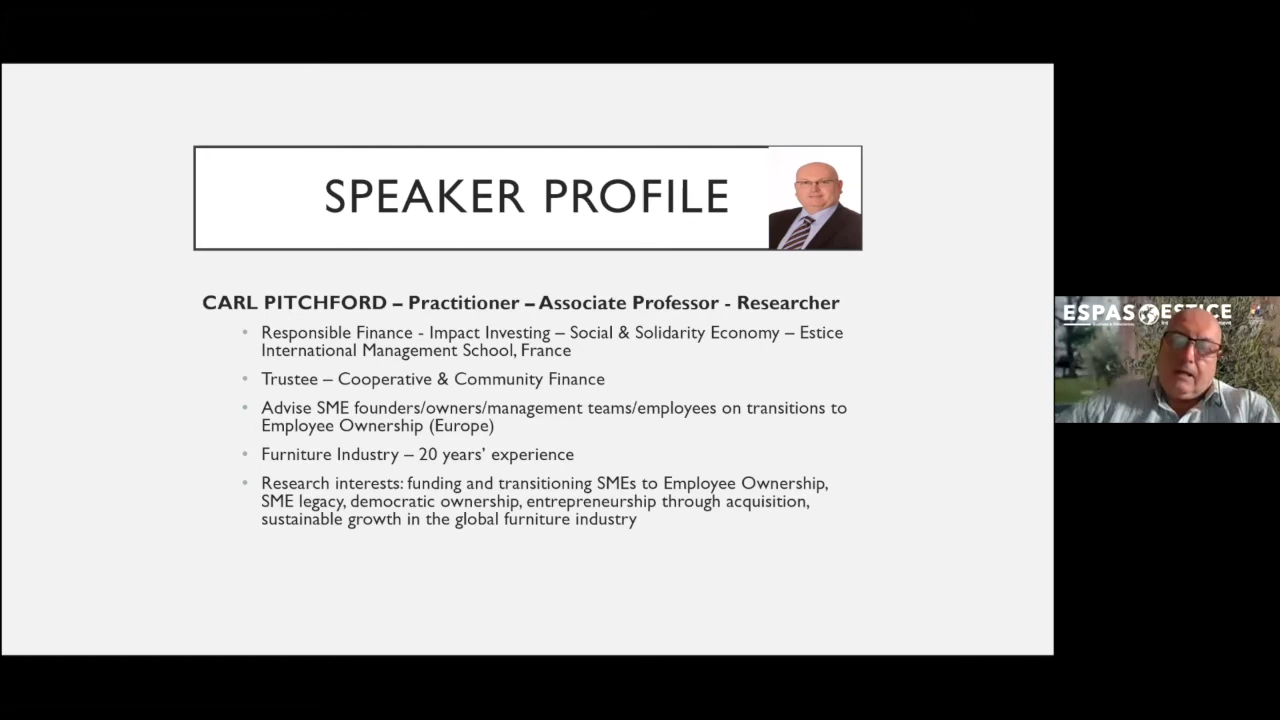 SPEAKER PROFILE
CARL PITCHFORD – Practitioner – Associate Professor - Researcher
• Responsible Finance - Impact Investing – Social & Solidarity Economy – Estice
International Management School, France
• Trustee – Cooperative & Community Finance
• Advise SME founders/owners/management teams/employees on transitions to
Employee Ownership (Europe)
• Furniture Industry – 20 years’ experience
• Research interests: funding and transitioning SMEs to Employee Ownership,
SME legacy, democratic ownership, entrepreneurship through acquisition,
sustainable growth in the global furniture industry
ESPAS ESTICE